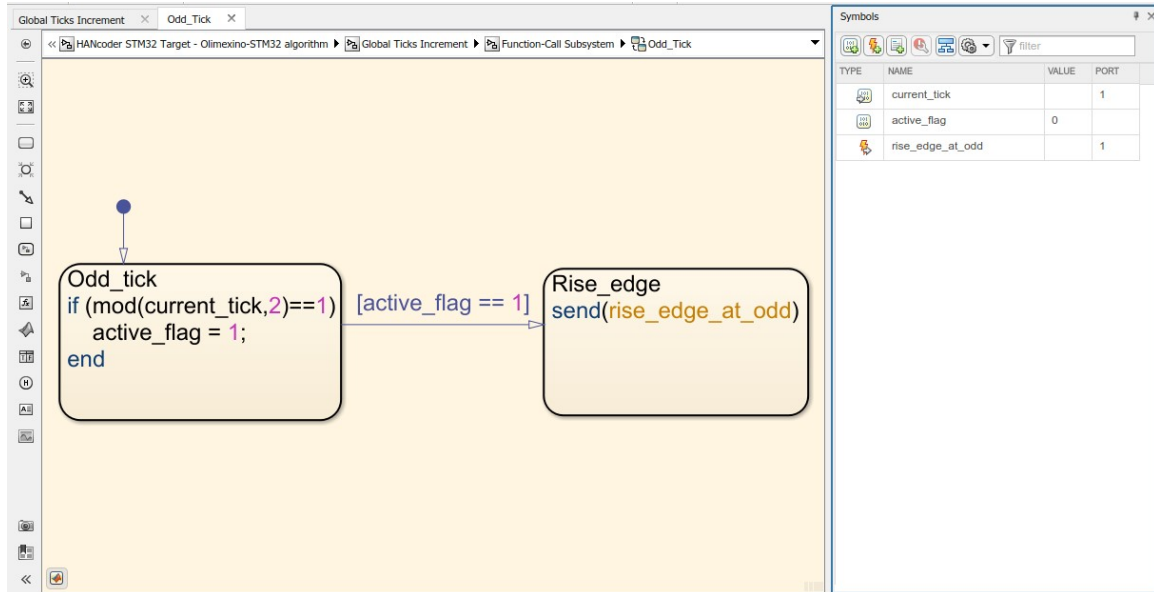 Global Ticks Increment
Odd_Tick
HANcoder STM32 Target - Olimexino-STM32 algorithm
Global Ticks Increment
Function-Call Subsystem
Odd_Tick
Odd_tick
if (mod(current_tick,2)==1)
active_flag = 1;
end
[active_flag == 1]
Rise_edge
send(rise_edge_at_odd)
Symbols
filter
TYPE NAME VALUE PORT
current_tick 1
active_flag 0
rise_edge_at_odd 1